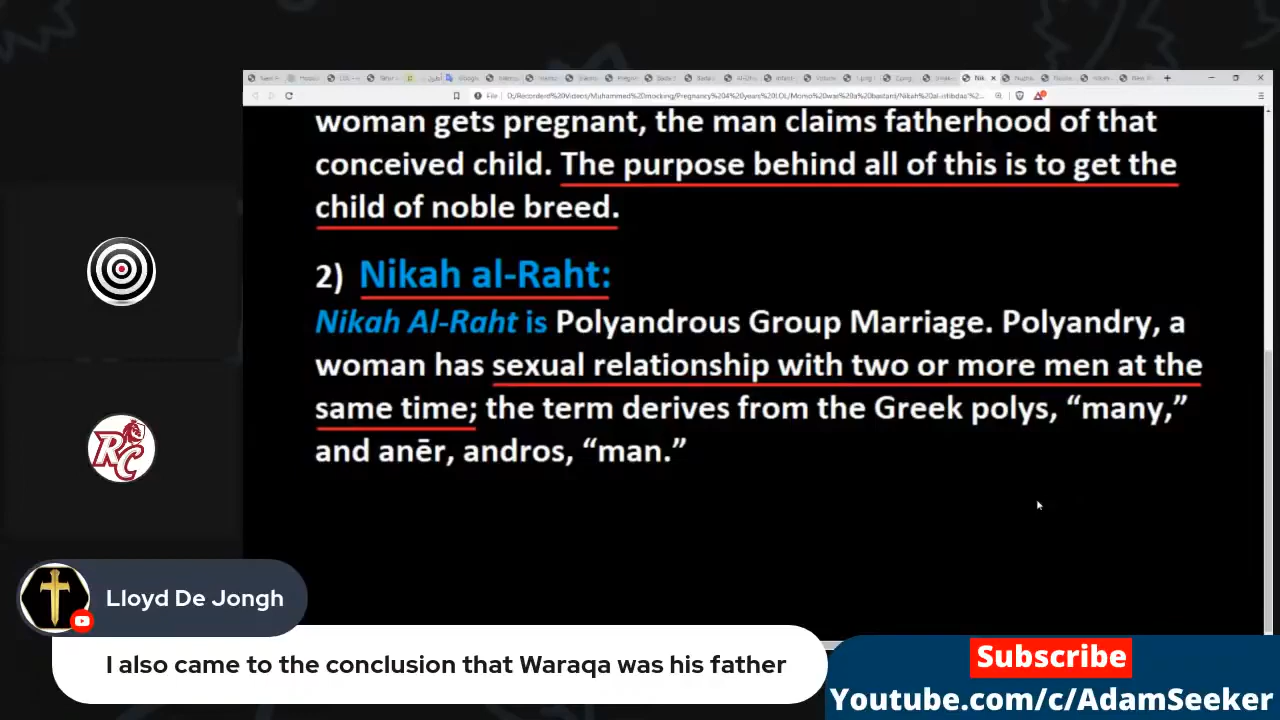 woman gets pregnant, the man claims fatherhood of that
conceived child. The purpose behind all of this is to get the
child of noble breed.
2) Nikah al-Raht:
Nikah Al-Raht is Polyandrous Group Marriage. Polyandry, a
woman has sexual relationship with two or more men at the
same time; the term derives from the Greek polys, “many,”
and anēr, andros, “man.”
RC
Lloyd De Jongh
I also came to the conclusion that Waraqa was his father
Subscribe
Youtube.com/c/AdamSeeker